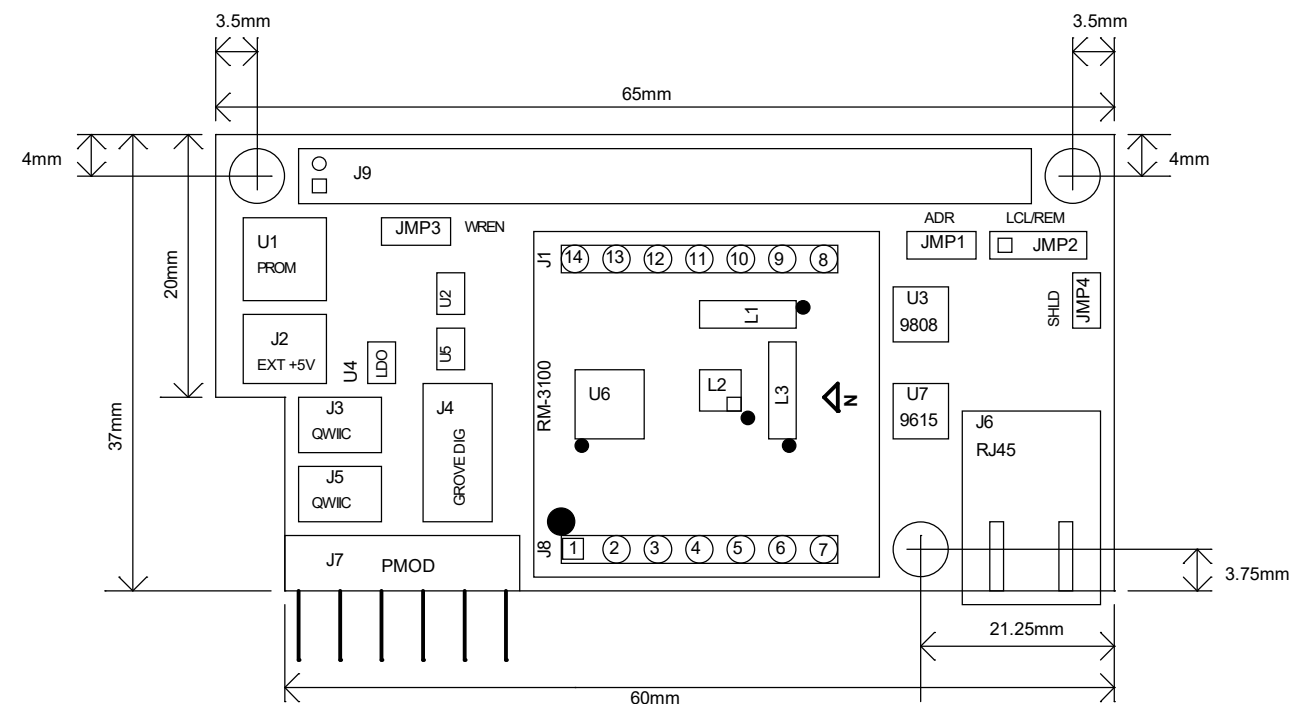 3.5mm
3.5mm
65mm
4mm
4mm
J9
ADR
LCL/REM
JMP3
WREN
JMP1
JMP2
U1
PROM
J1
14
13
12
11
10
9
8
20mm
U2
U3
9808
SHLD
JMP4
L1
J2
EXT +5V
U4
LDO
U5
RM-3100
U6
L2
L3
N
U7
9615
37mm
J3
QWIIC
J4
GROVE DIG
J6
RJ45
J5
QWIIC
J8
1
2
3
4
5
6
7
J7
PMOD
3.75mm
21.25mm
60mm